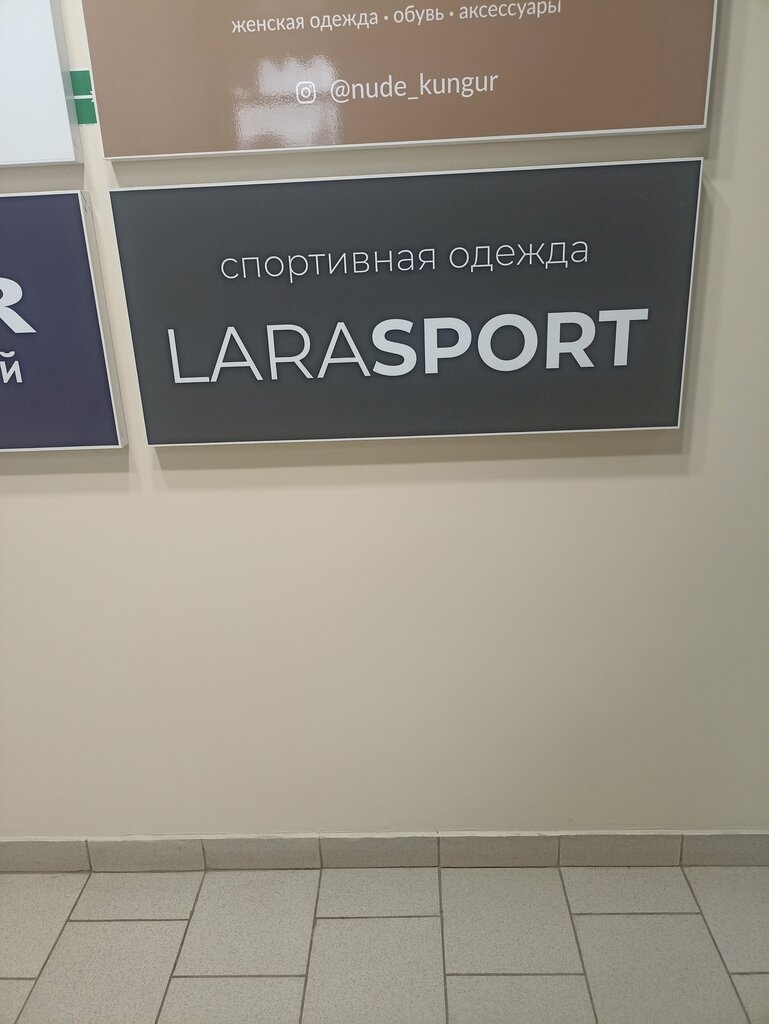 женская одежда • обувь • аксессуары
@nude_kungur
спортивная одежда
LARASPORT
R
й